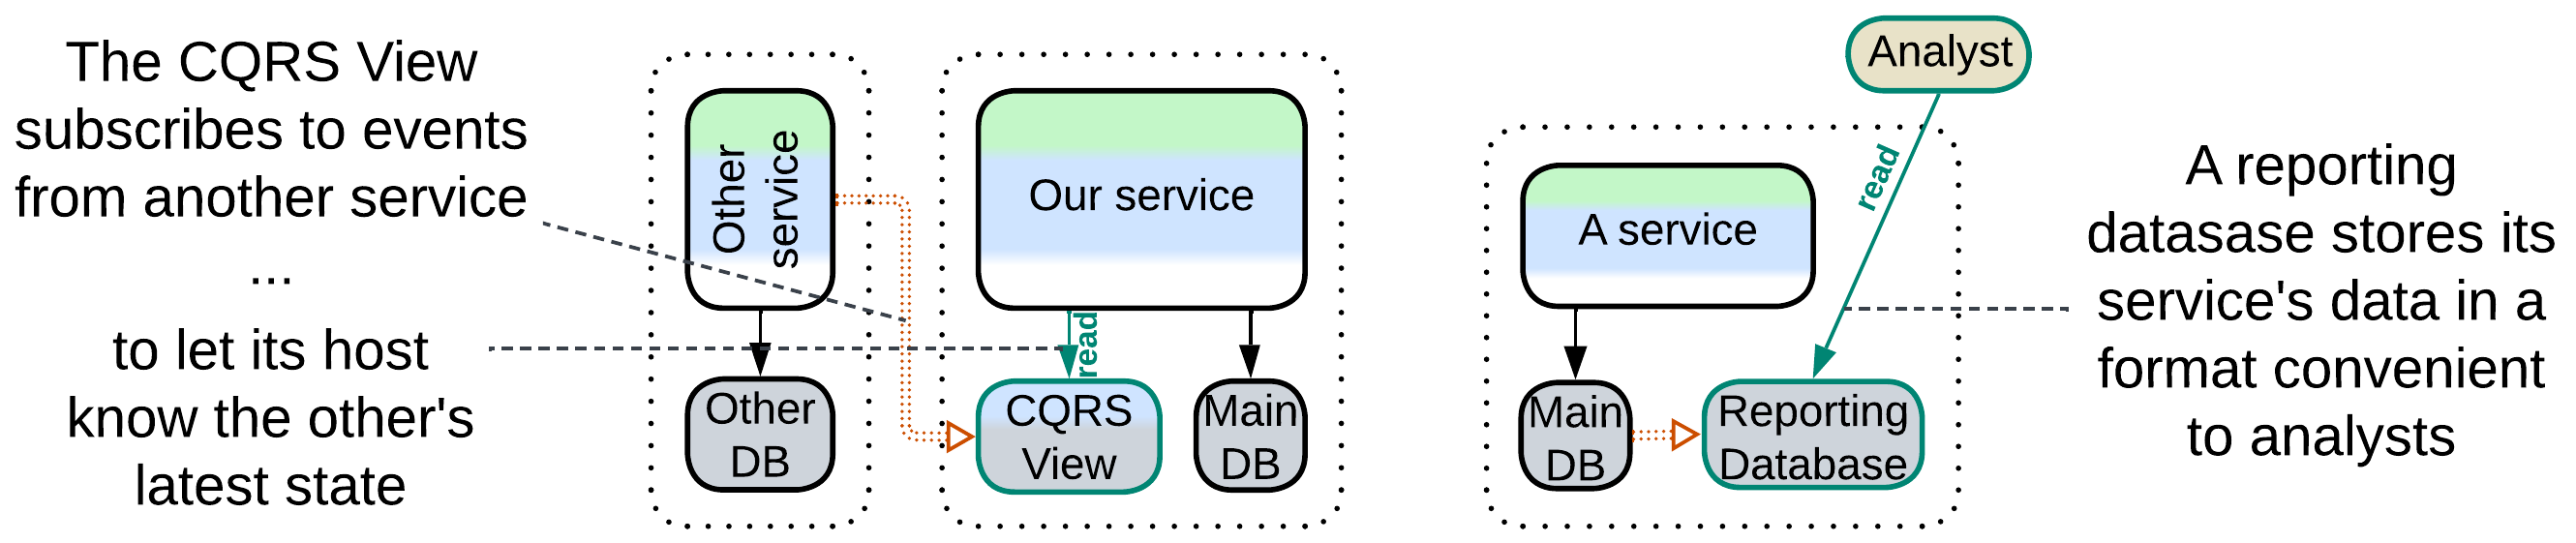 The CQRS View
subscribes to events
from another service
...
to let its host
know the other's
latest state
Other
service
Other
DB
Our service
read
CQRS
View
Main
DB
Analyst
read
A service
Main
DB
Reporting
Database
A reporting
datasase stores its
service's data in a
format convenient
to analysts